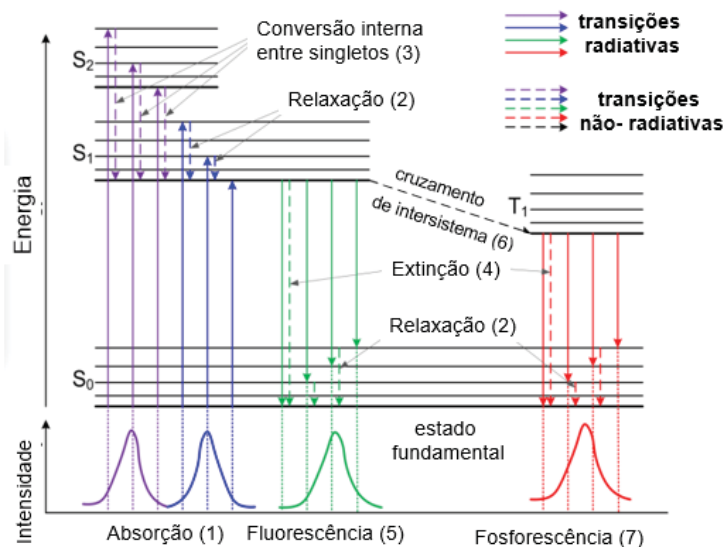 Conversão interna
entre singletos (3)
transições
radiativas
S2
Relaxação (2)
transições
não- radiativas
S1
cruzamento
de intersistema (6)
T1
Energia
Extinção (4)
Relaxação (2)
S0
estado
fundamental
Intensidade
Absorção (1)
Fluorescência (5)
Fosforescência (7)